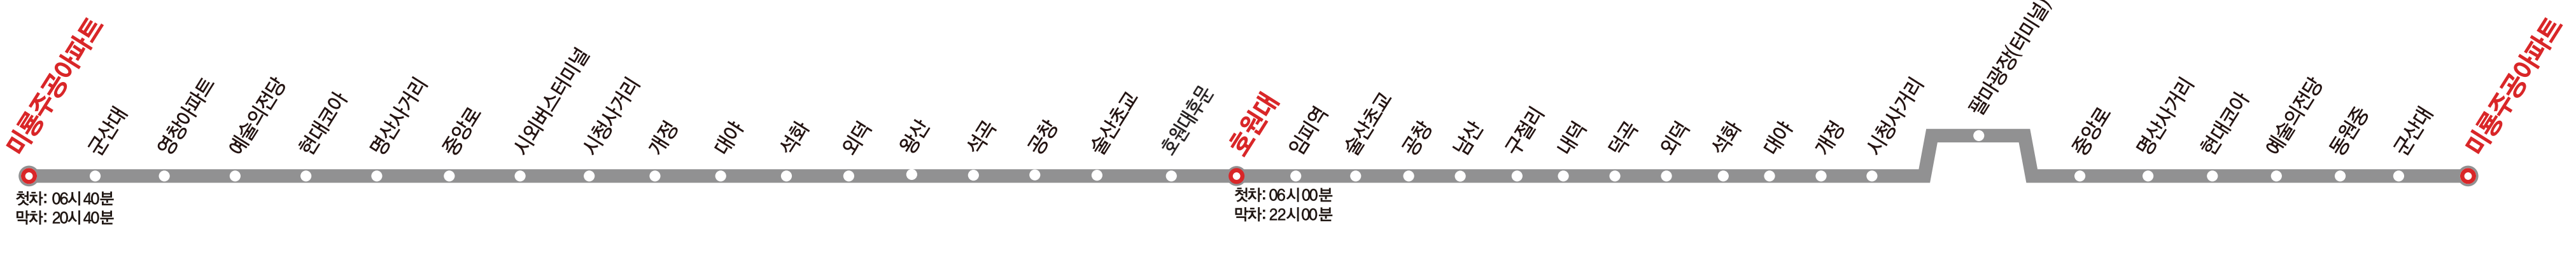 미룡주공아파트
군산대
영창아파트
예술의전당
현대코아
명산사거리
중앙로
시외버스터미널
시청사거리
개정
대야
석화
외덕
왕산
석곡
공창
술산초교
호원대후문
호원대
임피역
술산초교
공창
남산
구절리
내덕
덕곡
외덕
석화
대야
개정
시청사거리
팔마광장(터미널)
중앙로
명산사거리
현대코아
예술의전당
동원중
군산대
미룡주공아파트
첫차: 06시 40분
막차: 20시 40분
첫차: 06시 00분
막차: 22시 00분